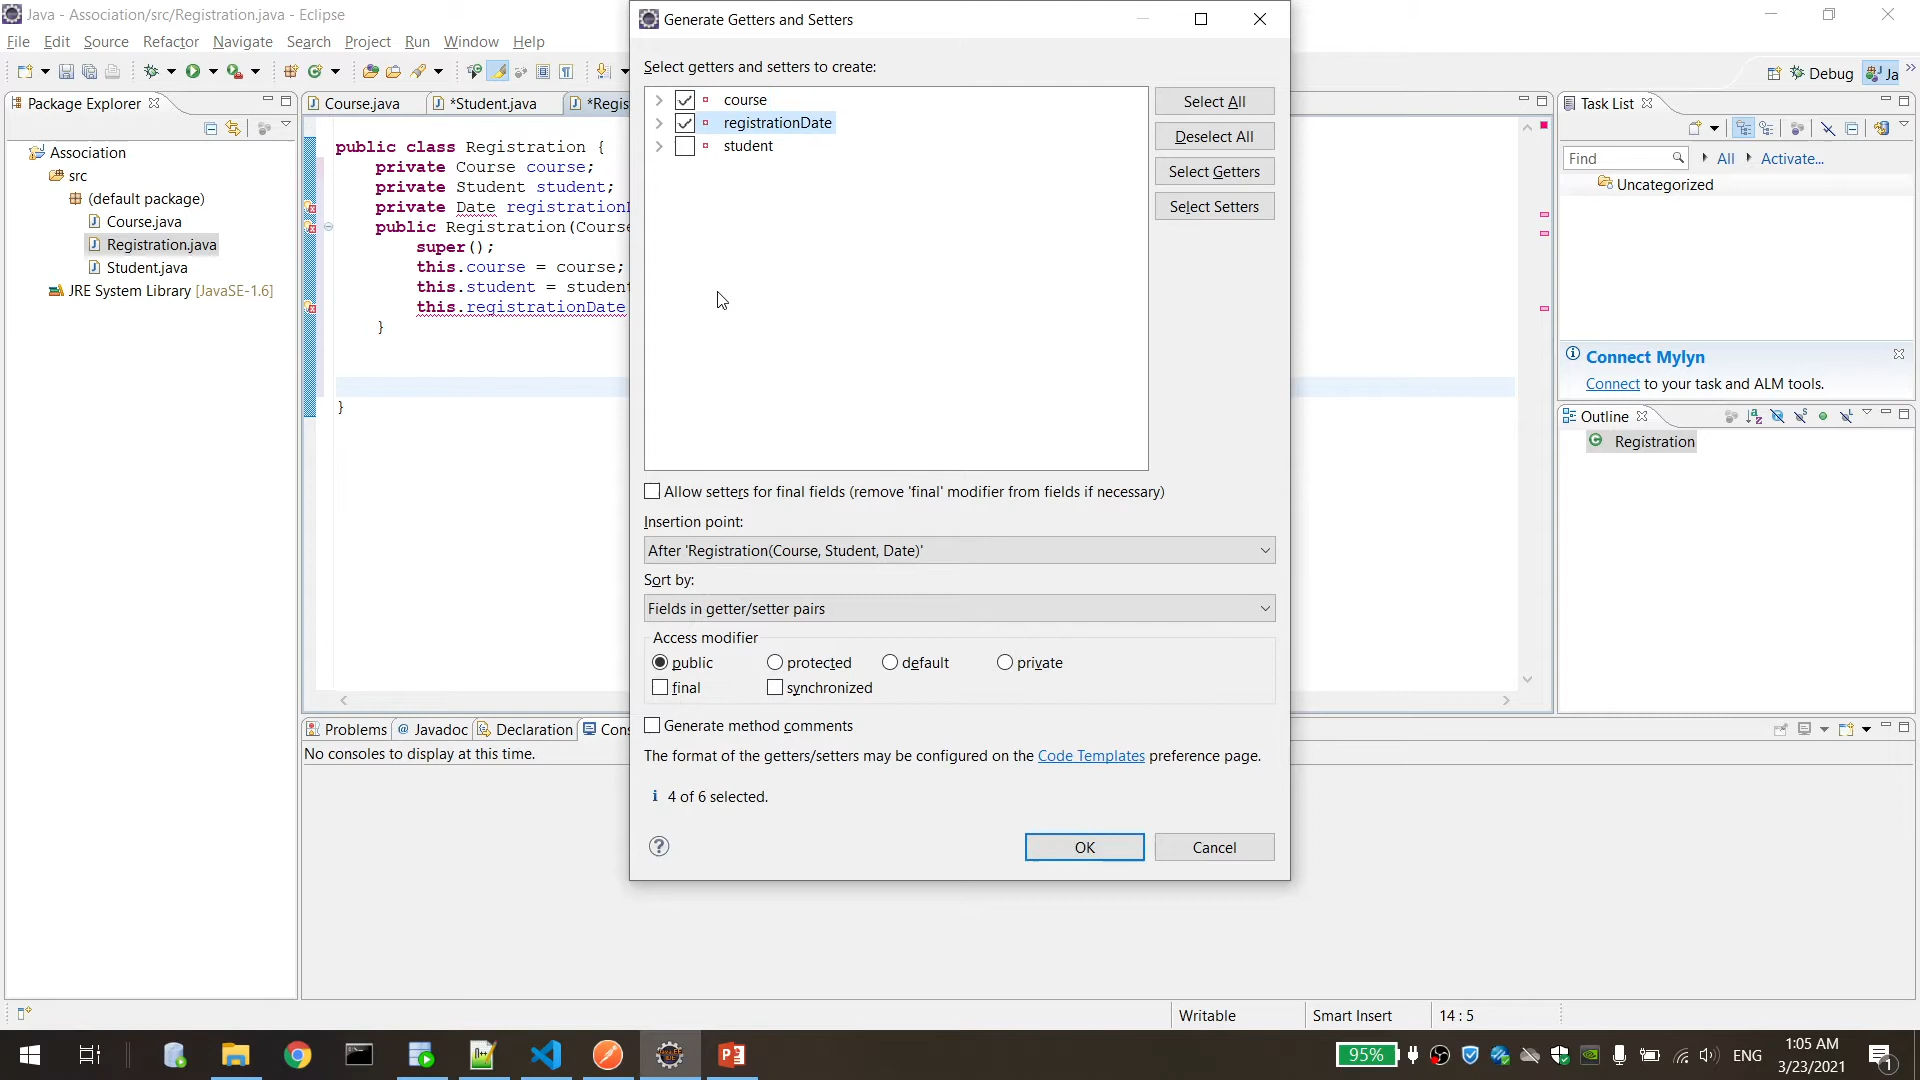 Java - Association/src/Registration.java - Eclipse
File Edit Source Refactor Navigate Search Project Run Window Help
Debug
Ja
Package Explorer
Association
src
(default package)
Course.java
Registration.java
Student.java
JRE System Library [JavaSE-1.6]
Course.java
*Student.java
*Regis
public class Registration {
private Course course;
private Student student;
private Date registrationD
public Registration(Course
super();
this.course = course;
this.student = student
this.registrationDate
}
}
Generate Getters and Setters
Select getters and setters to create:
course
registrationDate
student
Select All
Deselect All
Select Getters
Select Setters
Allow setters for final fields (remove 'final' modifier from fields if necessary)
Insertion point:
After 'Registration(Course, Student, Date)'
Sort by:
Fields in getter/setter pairs
Access modifier
public protected default private
final synchronized
Generate method comments
The format of the getters/setters may be configured on the Code Templates preference page.
4 of 6 selected.
OK
Cancel
Task List
Find
All
Activate...
Uncategorized
Connect Mylyn
Connect to your task and ALM tools.
Outline
Registration
Problems
Javadoc
Declaration
Cons
No consoles to display at this time.
Writable
Smart Insert
14 : 5
95%
ENG
1:05 AM
3/23/2021
1